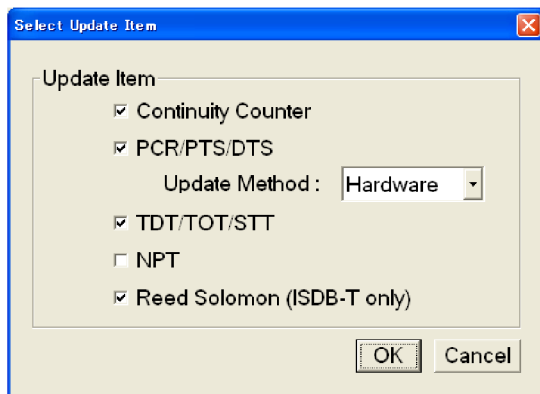 Select Update Item
Update Item
Continuity Counter
PCR/PTS/DTS
Update Method : Hardware
TDT/TOT/STT
NPT
Reed Solomon (ISDB-T only)
OK Cancel